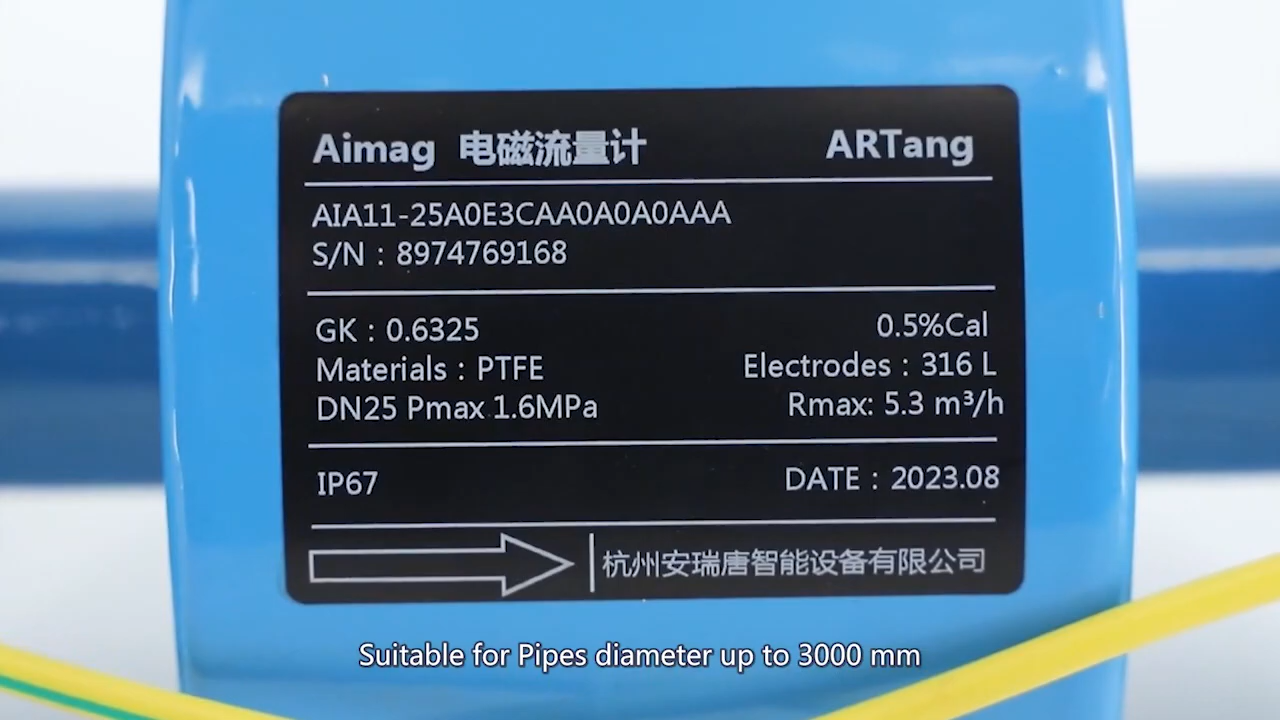 Aimag 电磁流量计 ARTang
AIA11-25A0E3CAA0A0A0AAA
S/N：8974769168
GK：0.6325 0.5%Cal
Materials：PTFE Electrodes：316 L
DN25 Pmax 1.6MPa Rmax: 5.3 m³/h
IP67 DATE：2023.08
杭州安瑞唐智能设备有限公司
Suitable for Pipes diameter up to 3000 mm